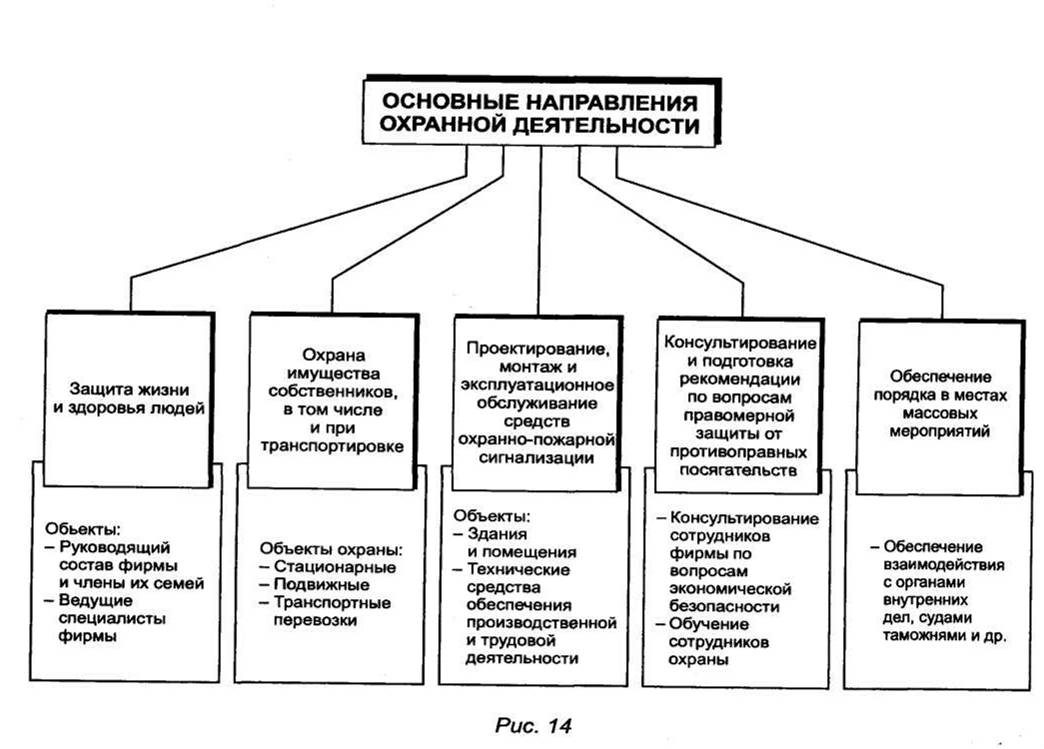 ОСНОВНЫЕ НАПРАВЛЕНИЯ
ОХРАННОЙ ДЕЯТЕЛЬНОСТИ
Защита жизни
и здоровья людей
Объекты:
– Руководящий
состав фирмы
и члены их семей
– Ведущие
специалисты
фирмы
Охрана
имущества
собственников,
в том числе
и при
транспортировке
Объекты охраны:
– Стационарные
– Подвижные
– Транспортные
перевозки
Проектирование,
монтаж и
эксплуатационное
обслуживание
средств
охранно-пожарной
сигнализации
Объекты:
– Здания
и помещения
– Технические
средства
обеспечения
производственной
и трудовой
деятельности
Консультирование
и подготовка
рекомендации
по вопросам
правомерной
защиты от
противоправных
посягательств
– Консультирование
сотрудников
фирмы по
вопросам
экономической
безопасности
– Обучение
сотрудников
охраны
Обеспечение
порядка в местах
массовых
мероприятий
– Обеспечение
взаимодействия
с органами
внутренних
дел, судами
таможнями и др.
Рис. 14